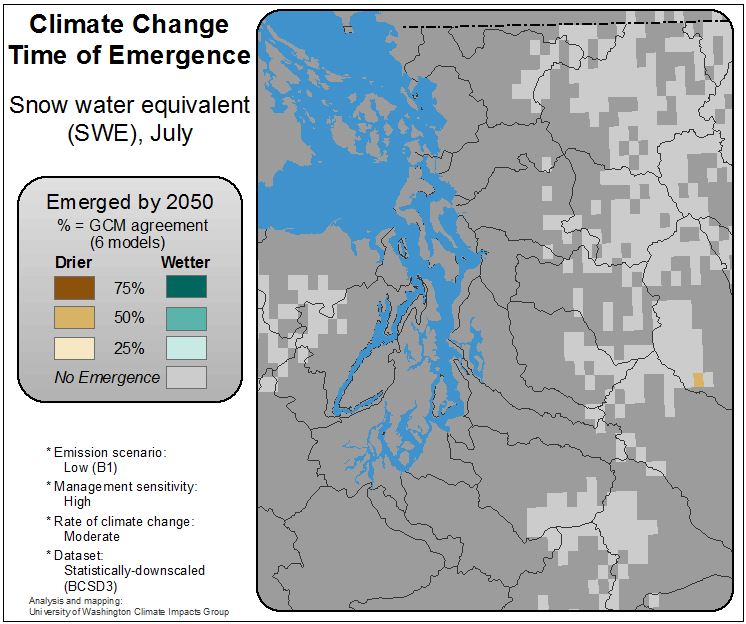 Climate Change
Time of Emergence
Snow water equivalent
(SWE), July
Emerged by 2050
% = GCM agreement
(6 models)
Drier Wetter
75%
50%
25%
No Emergence
* Emission scenario:
Low (B1)
* Management sensitivity:
High
* Rate of climate change:
Moderate
* Dataset:
Statistically-downscaled
(BCSD3)
Analysis and mapping:
University of Washington Climate Impacts Group